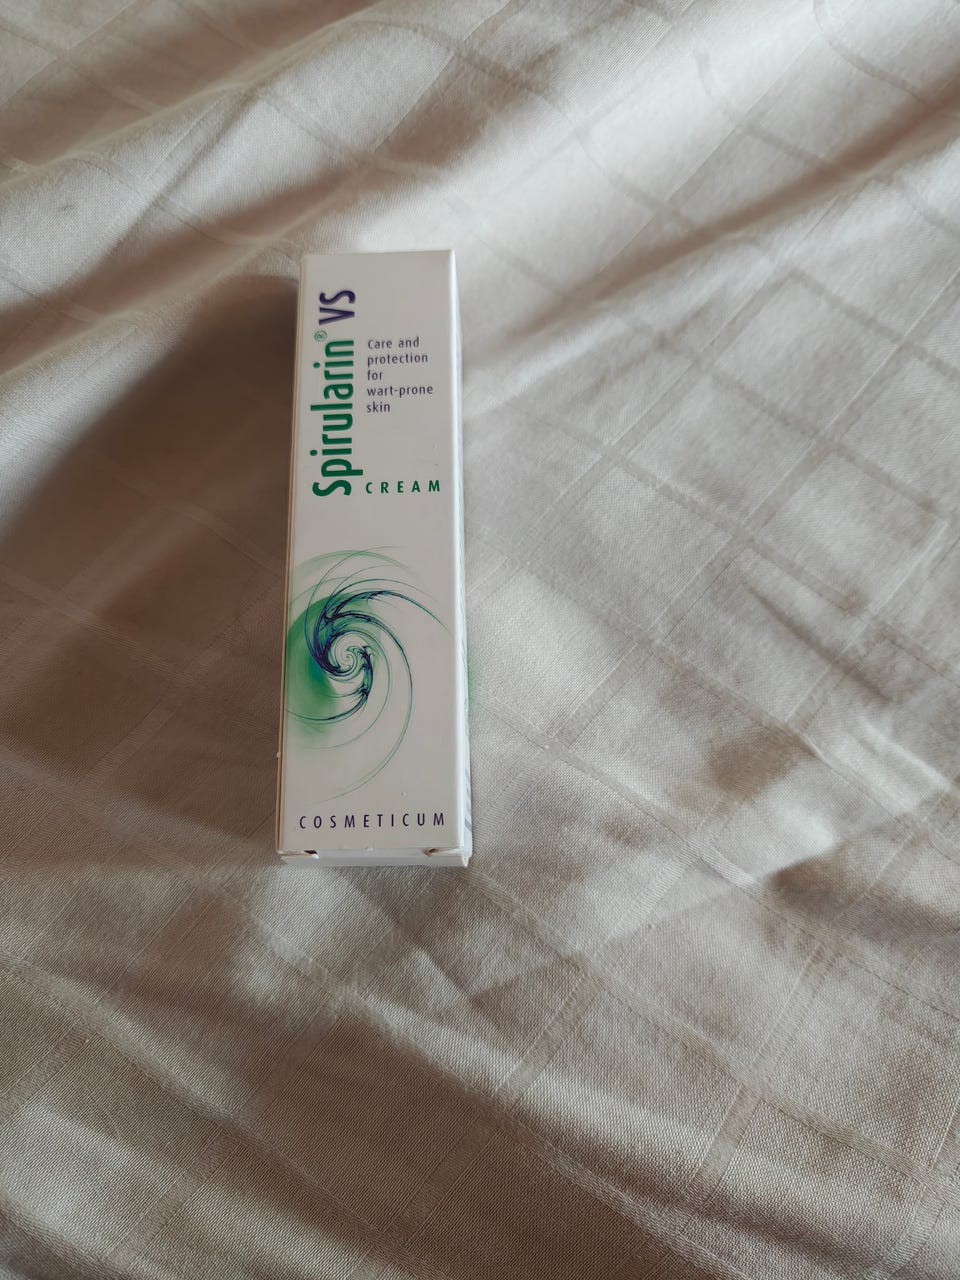 Spirularin® VS
Care and
protection
for
wart-prone
skin
CREAM
COSMETICUM